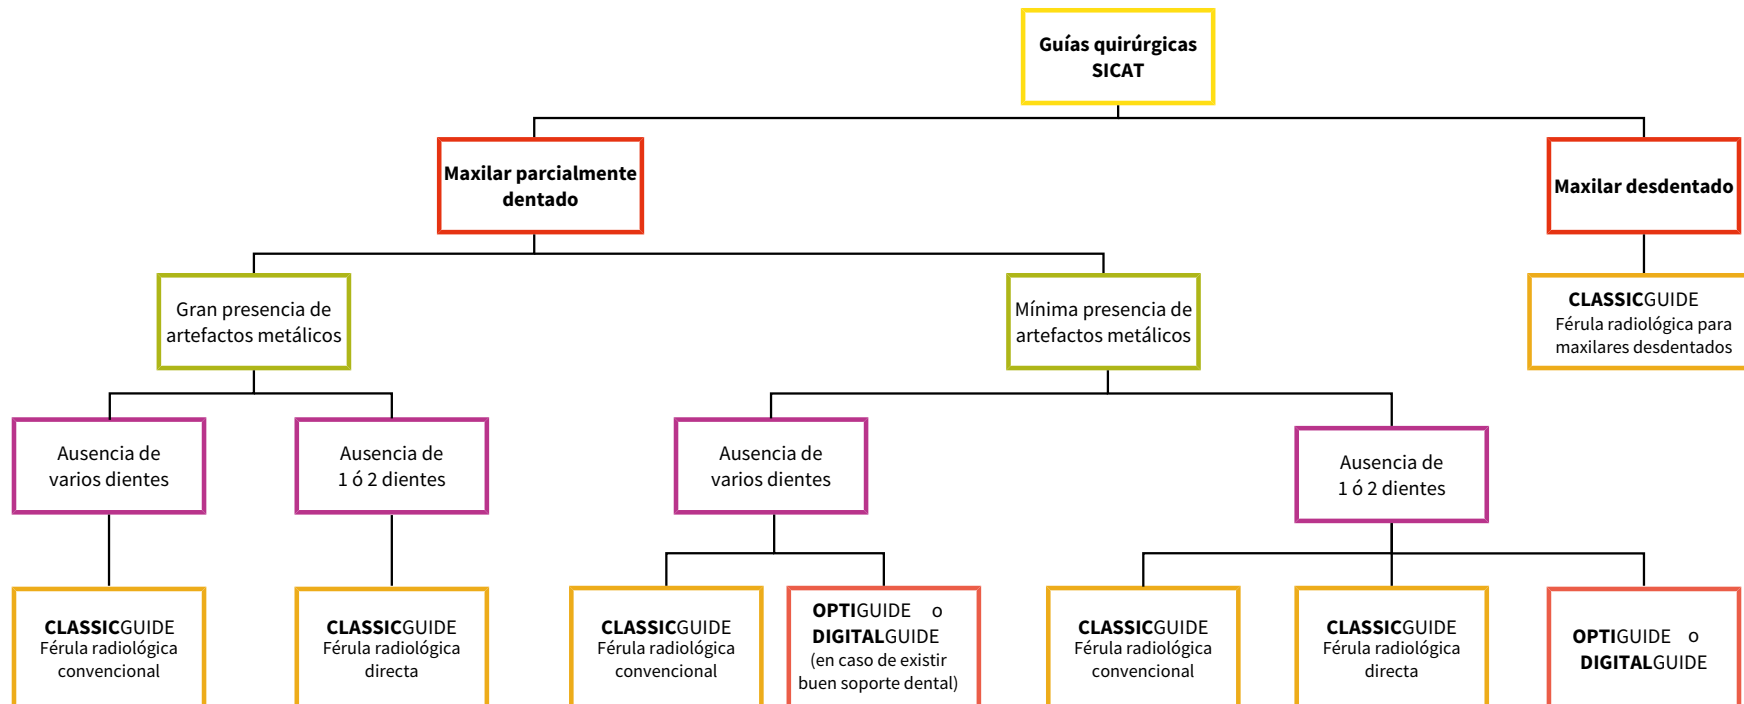 Guías quirúrgicas
SICAT
Maxilar parcialmente
dentado
Maxilar desdentado
Gran presencia de
artefactos metálicos
Mínima presencia de
artefactos metálicos
CLASSICGUIDE
Férula radiológica para
maxilares desdentados
Ausencia de
varios dientes
Ausencia de
1 ó 2 dientes
Ausencia de
varios dientes
Ausencia de
1 ó 2 dientes
CLASSICGUIDE
Férula radiológica
convencional
CLASSICGUIDE
Férula radiológica
directa
CLASSICGUIDE
Férula radiológica
convencional
OPTIGUIDE o
DIGITALGUIDE
(en caso de existir
buen soporte dental)
CLASSICGUIDE
Férula radiológica
convencional
CLASSICGUIDE
Férula radiológica
directa
OPTIGUIDE o
DIGITALGUIDE